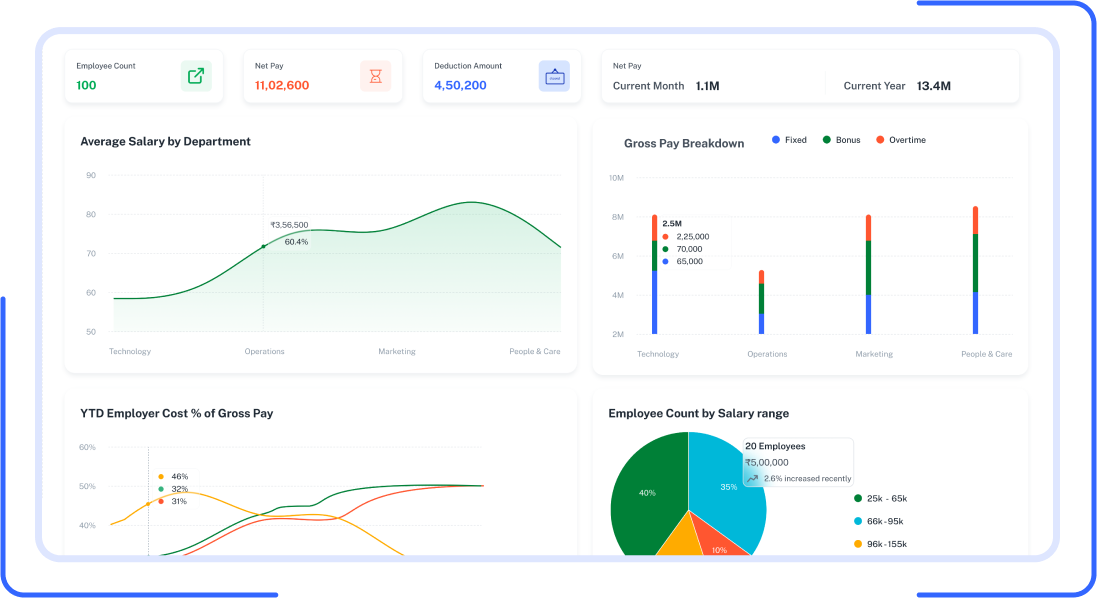 Employee Count
100
Net Pay
11,02,600
Deduction Amount
4,50,200
Net Pay
Current Month 1.1M
Current Year 13.4M
Average Salary by Department
90
80
70
60
50
₹3,56,500
60.4%
Technology
Operations
Marketing
People & Care
Gross Pay Breakdown
Fixed
Bonus
Overtime
10M
8M
6M
4M
2M
2.5M
2,25,000
70,000
65,000
Technology
Operations
Marketing
People & Care
YTD Employer Cost % of Gross Pay
60%
50%
40%
46%
32%
31%
Employee Count by Salary range
40%
35%
10%
20 Employees
₹5,00,000
2.6% increased recently
25k - 65k
66k-95k
96k-155k